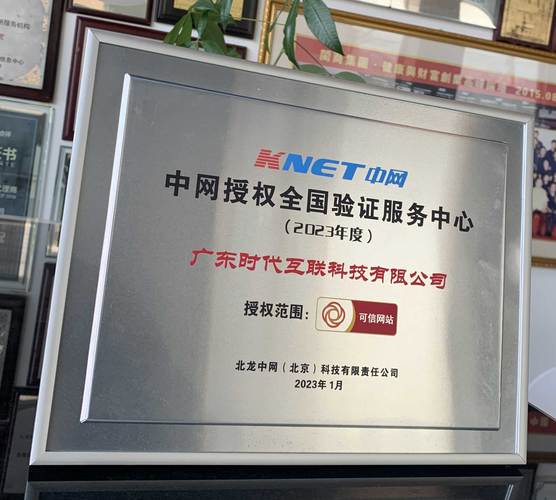 KNET中网
中网授权全国验证服务中心
（2023年度）
广东时代互联科技有限公司
授权范围： 可信网站
北龙中网（北京）科技有限责任公司
2023年1月
2015.08